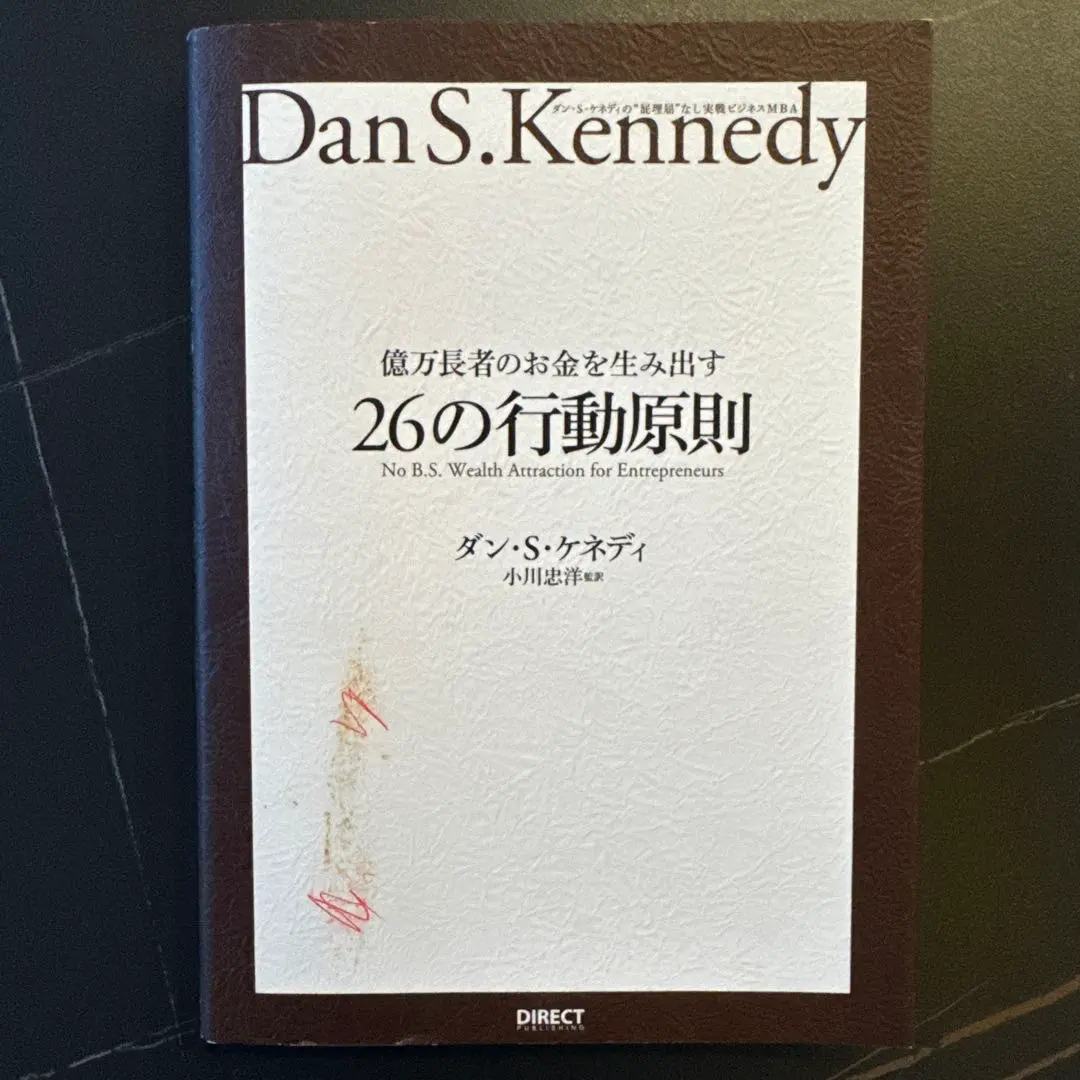 Dan S. Kennedy
ダン・S・ケネディの“屁理屈”なし実戦ビジネスMBA
億万長者のお金を生み出す
26の行動原則
No B.S. Wealth Attraction for Entrepreneurs
ダン・S・ケネディ
小川忠洋 監訳
DIRECT
PUBLISHING